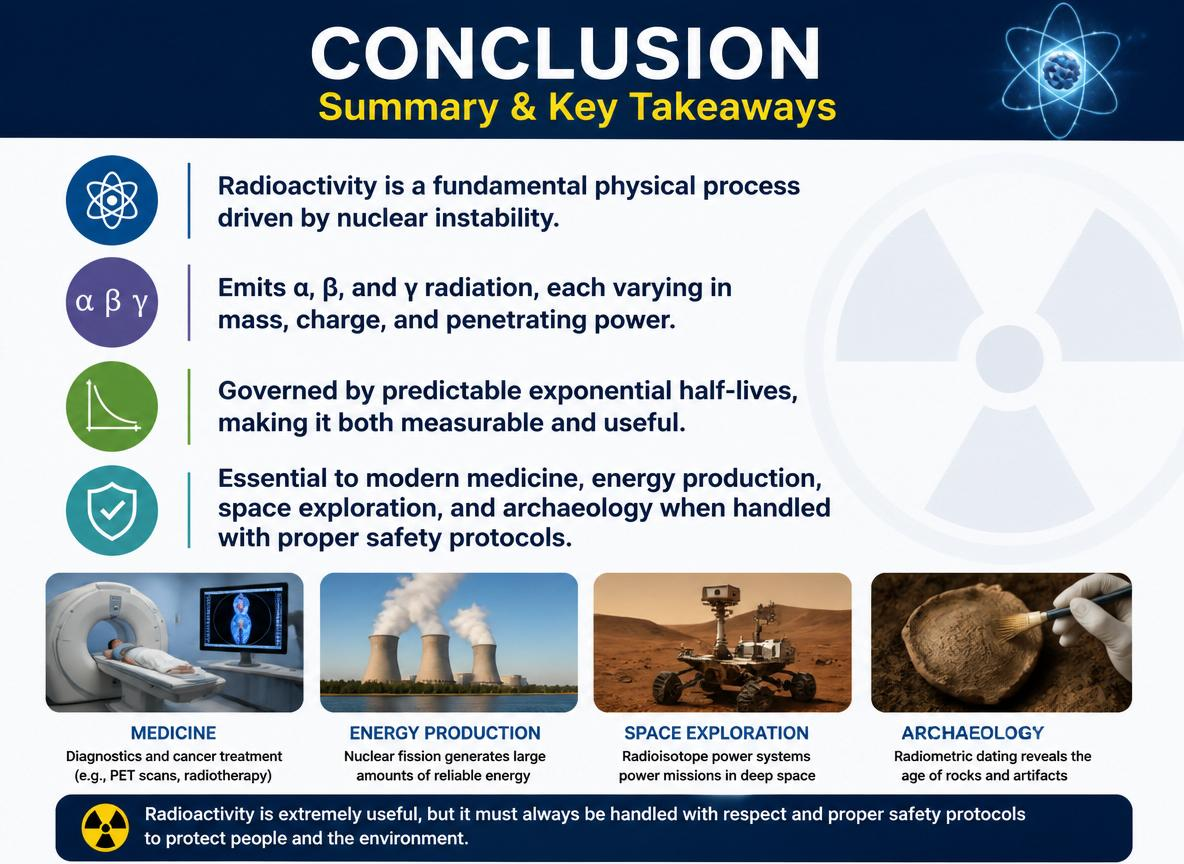 CONCLUSION
Summary & Key Takeaways
Radioactivity is a fundamental physical process
driven by nuclear instability.
α β γ
Emits α, β, and γ radiation, each varying in
mass, charge, and penetrating power.
Governed by predictable exponential half-lives,
making it both measurable and useful.
Essential to modern medicine, energy production,
space exploration, and archaeology when handled
with proper safety protocols.
MEDICINE
Diagnostics and cancer treatment
(e.g., PET scans, radiotherapy)
ENERGY PRODUCTION
Nuclear fission generates large
amounts of reliable energy
SPACE EXPLORATION
Radioisotope power systems
power missions in deep space
ARCHAEOLOGY
Radiometric dating reveals the
age of rocks and artifacts
Radioactivity is extremely useful, but it must always be handled with respect and proper safety protocols
to protect people and the environment.